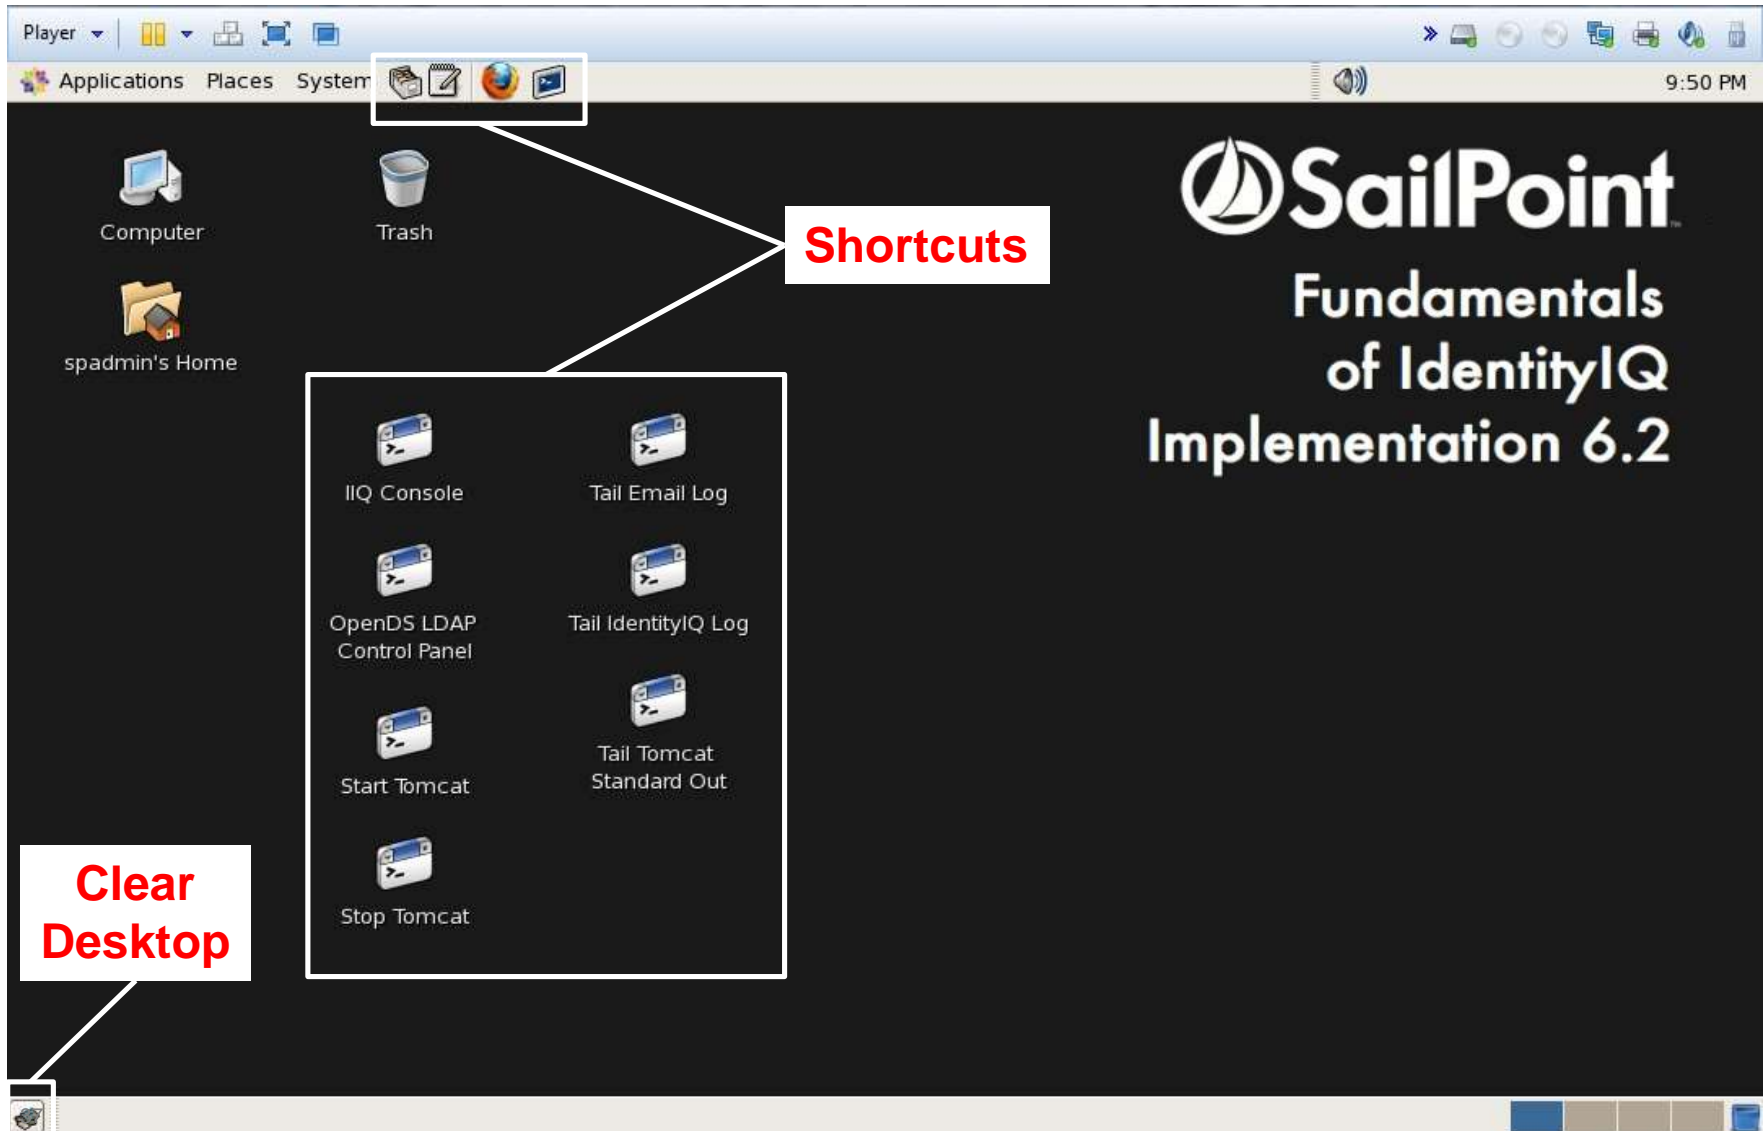 Player
Applications Places System
9:50 PM
Computer
Trash
SailPoint
Shortcuts
Fundamentals
of IdentityIQ
Implementation 6.2
spadmin's Home
IIQ Console
Tail Email Log
OpenDS LDAP
Control Panel
Tail IdentityIQ Log
Start Tomcat
Tail Tomcat
Standard Out
Stop Tomcat
Clear
Desktop